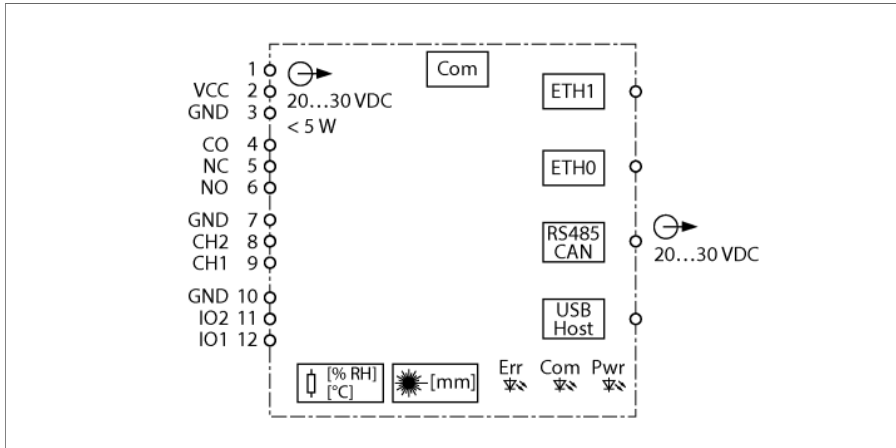 1
VCC 2
GND 3
20…30 VDC
< 5 W
CO 4
NC 5
NO 6
GND 7
CH2 8
CH1 9
GND 10
IO2 11
IO1 12
Com
ETH1
ETH0
RS485
CAN
20…30 VDC
USB
Host
[% RH]
[°C]
[mm]
Err Com Pwr